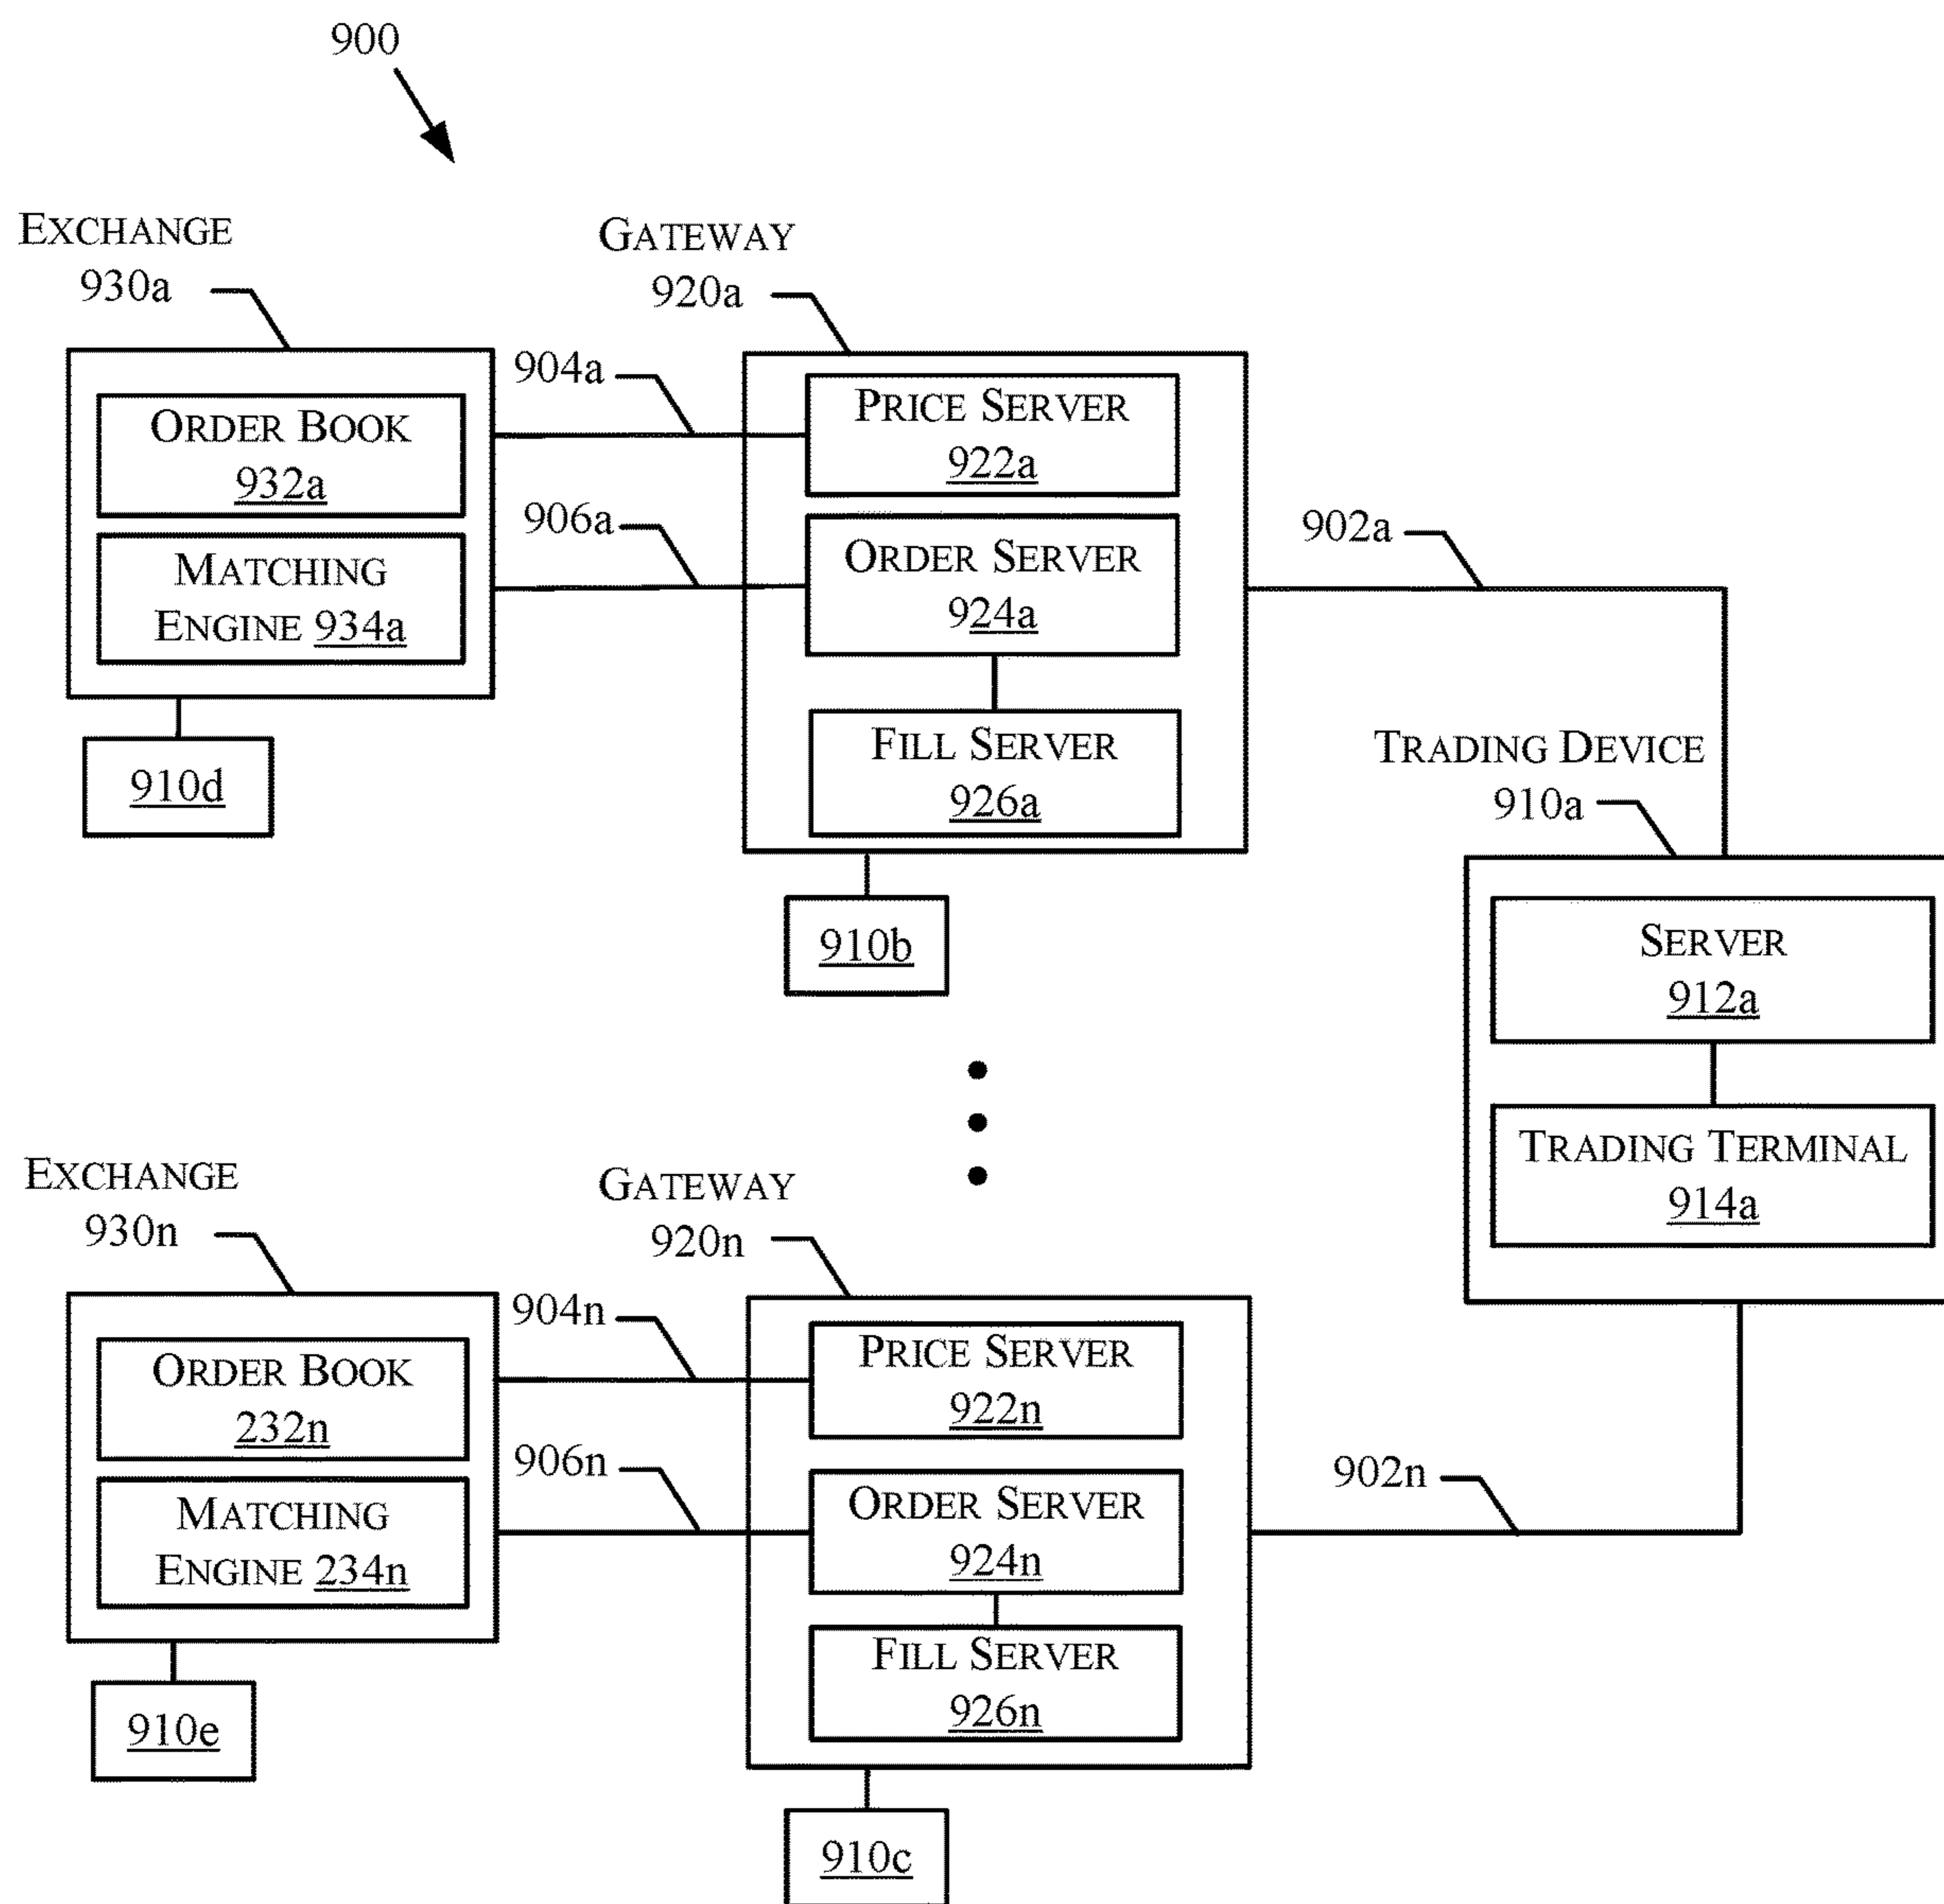 900
EXCHANGE
930a
GATEWAY
920a
904a
906a
ORDER BOOK
932a
MATCHING
ENGINE 934a
910d
PRICE SERVER
922a
ORDER SERVER
924a
FILL SERVER
926a
910b
902a
TRADING DEVICE
910a
SERVER
912a
TRADING TERMINAL
914a
EXCHANGE
930n
GATEWAY
920n
904n
906n
ORDER BOOK
232n
MATCHING
ENGINE 234n
910e
PRICE SERVER
922n
ORDER SERVER
924n
FILL SERVER
926n
910c
902n